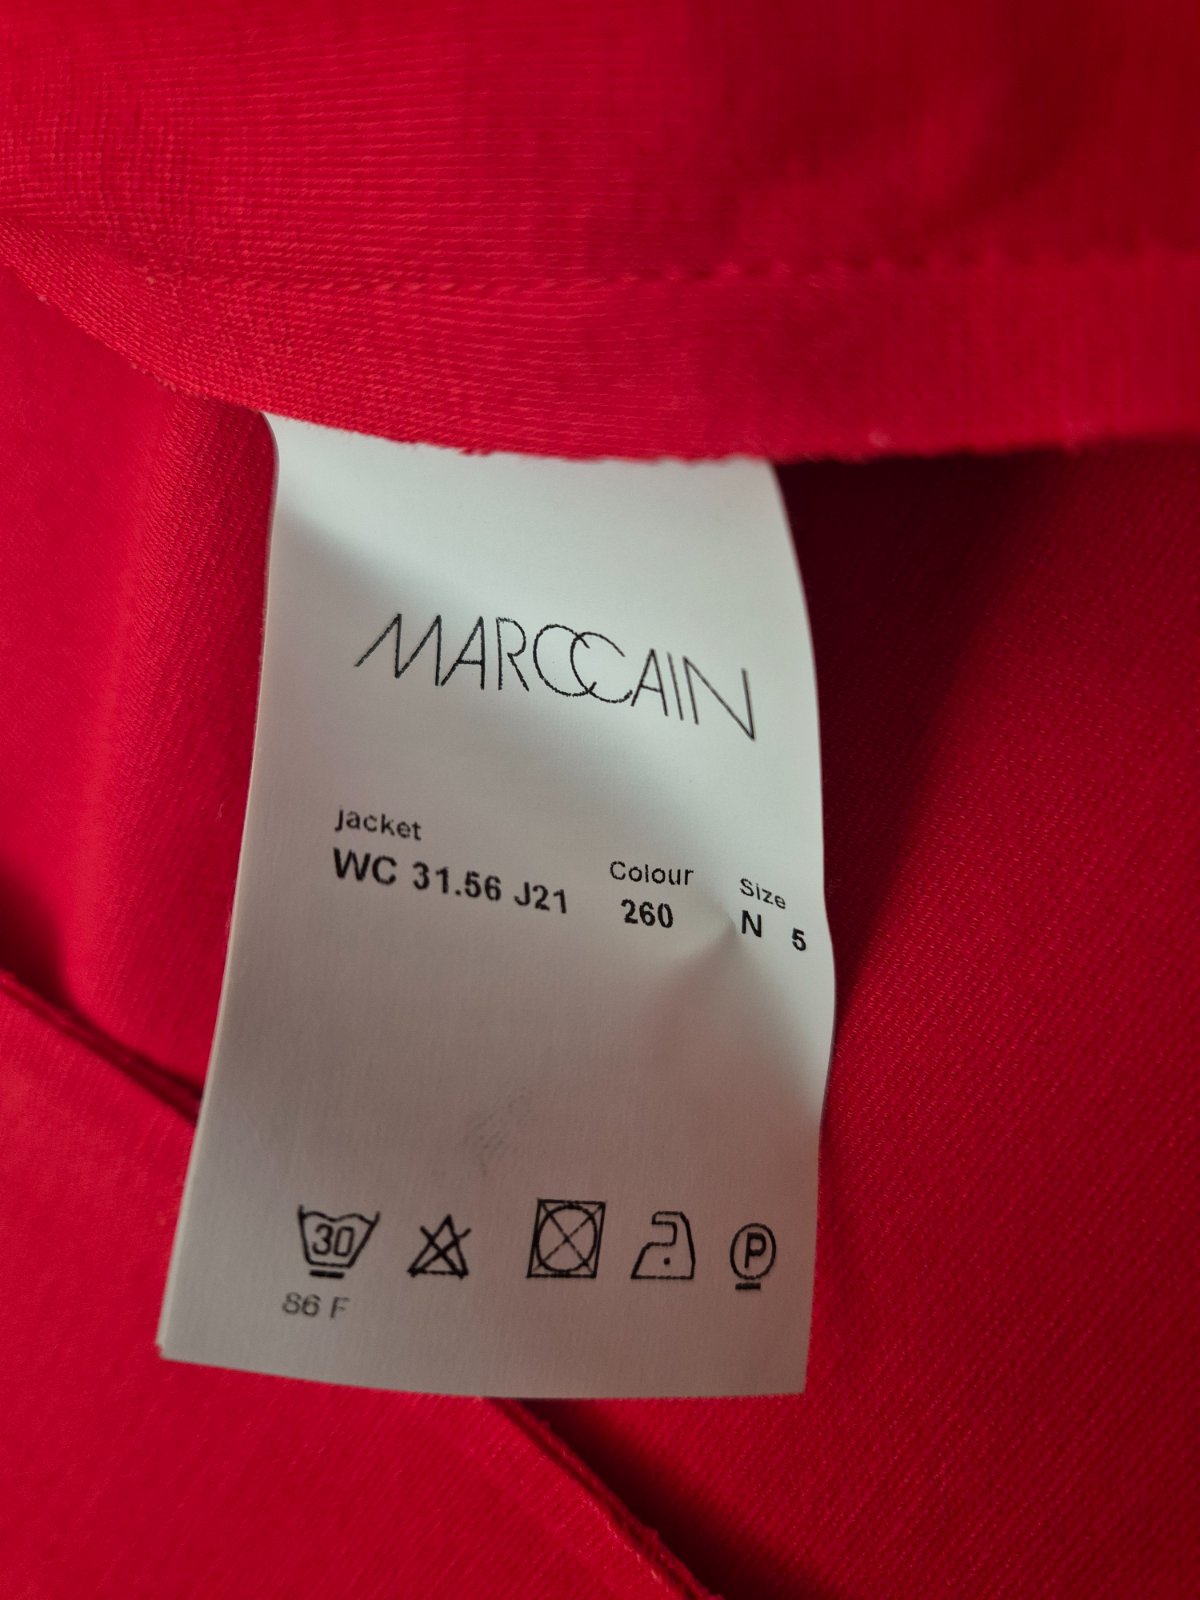 MARCCAIN
jacket Colour Size
WC 31.56 J21 260 N 5
30 P
86 F